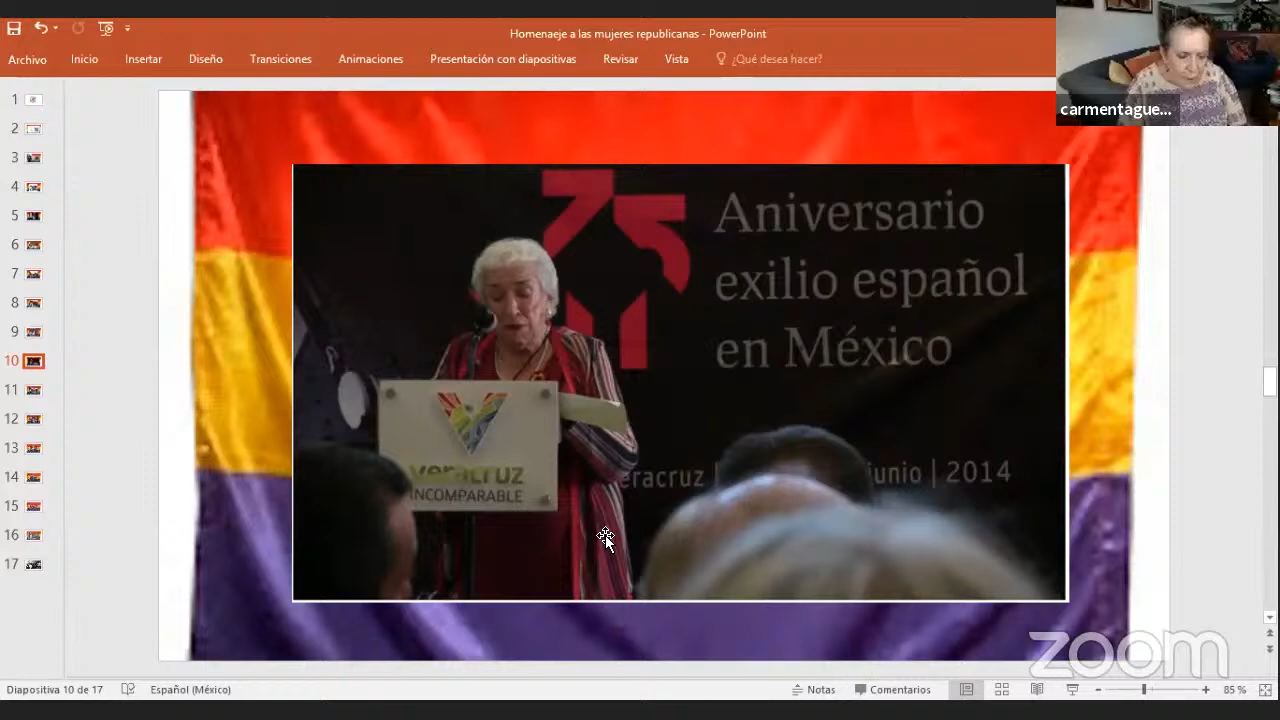 Homenaeje a las mujeres republicanas - PowerPoint
Archivo Inicio Insertar Diseño Transiciones Animaciones Presentación con diapositivas Revisar Vista ¿Qué desea hacer?
carmentague...
1
2
3
4
5
6
7
8
9
10
11
12
13
14
15
16
17
75
Aniversario
exilio español
en México
veracruz
INCOMPARABLE
junio | 2014
zoom
Diapositiva 10 de 17 Español (México) Notas Comentarios 85 %